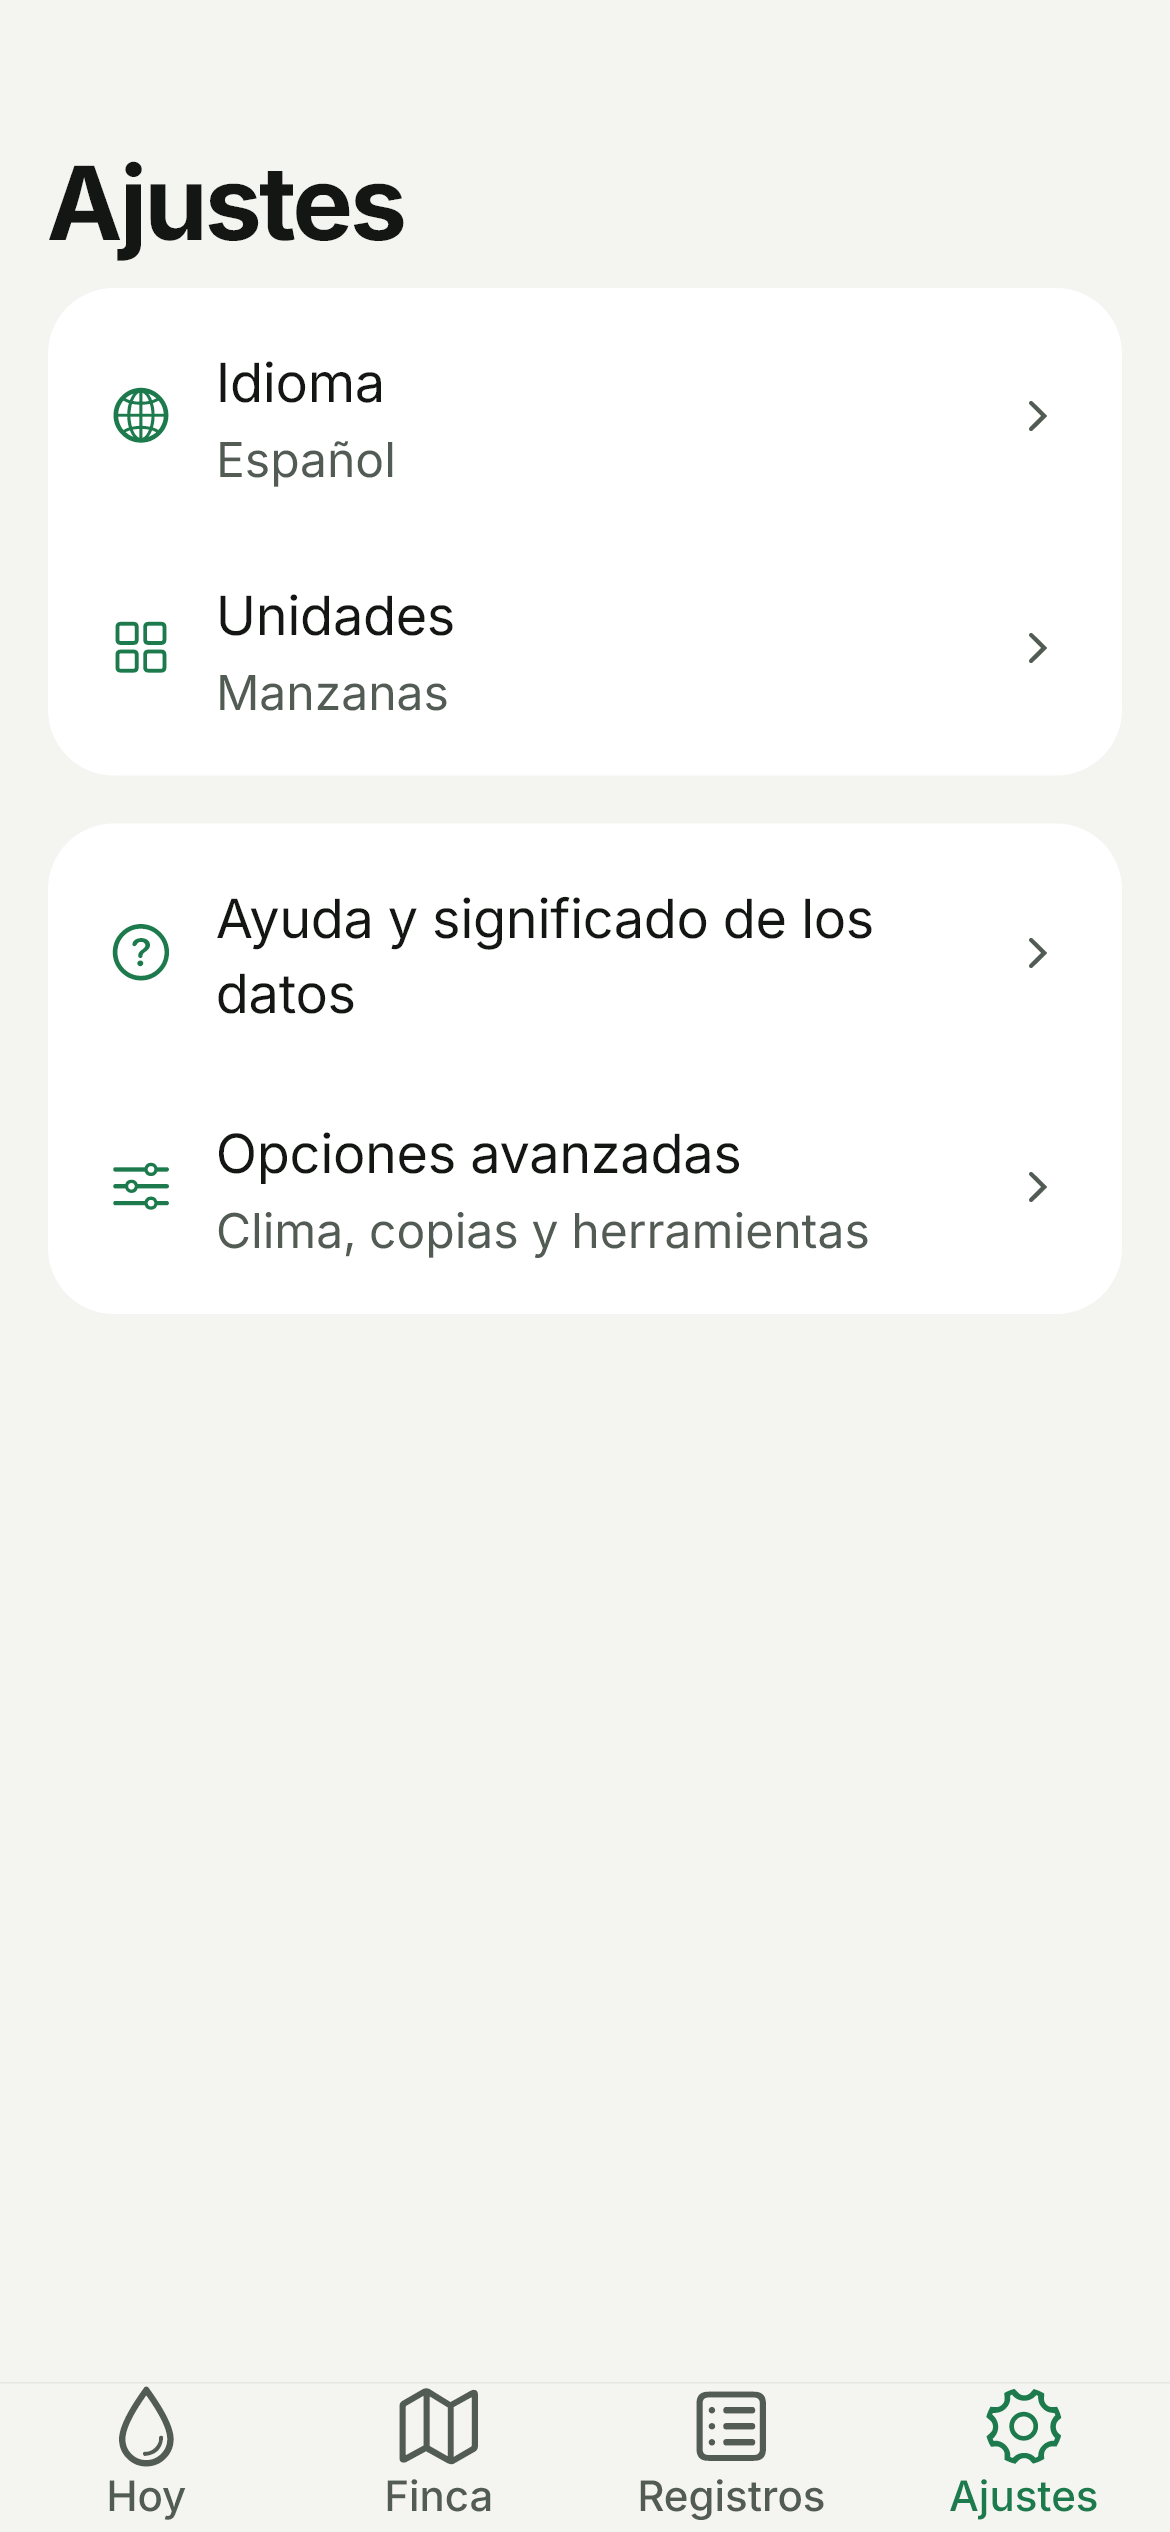 Ajustes
Idioma
Español
Unidades
Manzanas
Ayuda y significado de los
datos
Opciones avanzadas
Clima, copias y herramientas
Hoy
Finca
Registros
Ajustes